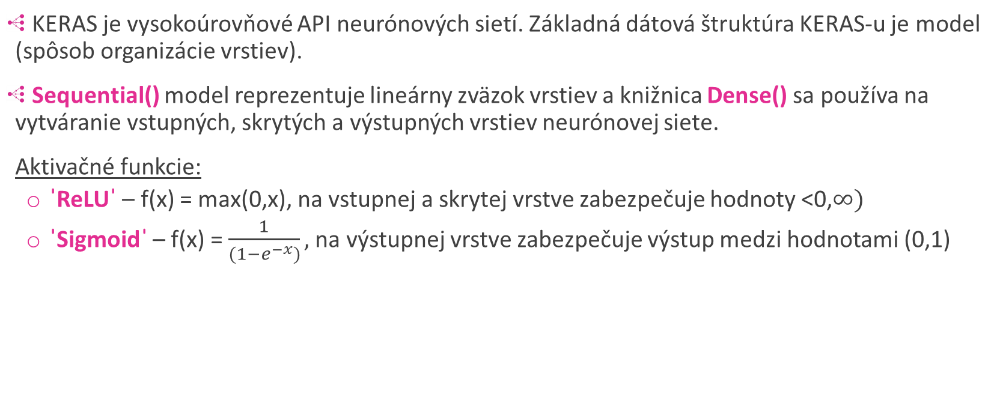 KERAS je vysokoúrovňové API neurónových sietí. Základná dátová štruktúra KERAS-u je model
(spôsob organizácie vrstiev).
Sequential() model reprezentuje lineárny zväzok vrstiev a knižnica Dense() sa používa na
vytváranie vstupných, skrytých a výstupných vrstiev neurónovej siete.
Aktivačné funkcie:
o 'ReLU' – f(x) = max(0,x), na vstupnej a skrytej vrstve zabezpečuje hodnoty <0,∞)
o 'Sigmoid' – f(x) = 1/(1−e^−x), na výstupnej vrstve zabezpečuje výstup medzi hodnotami (0,1)